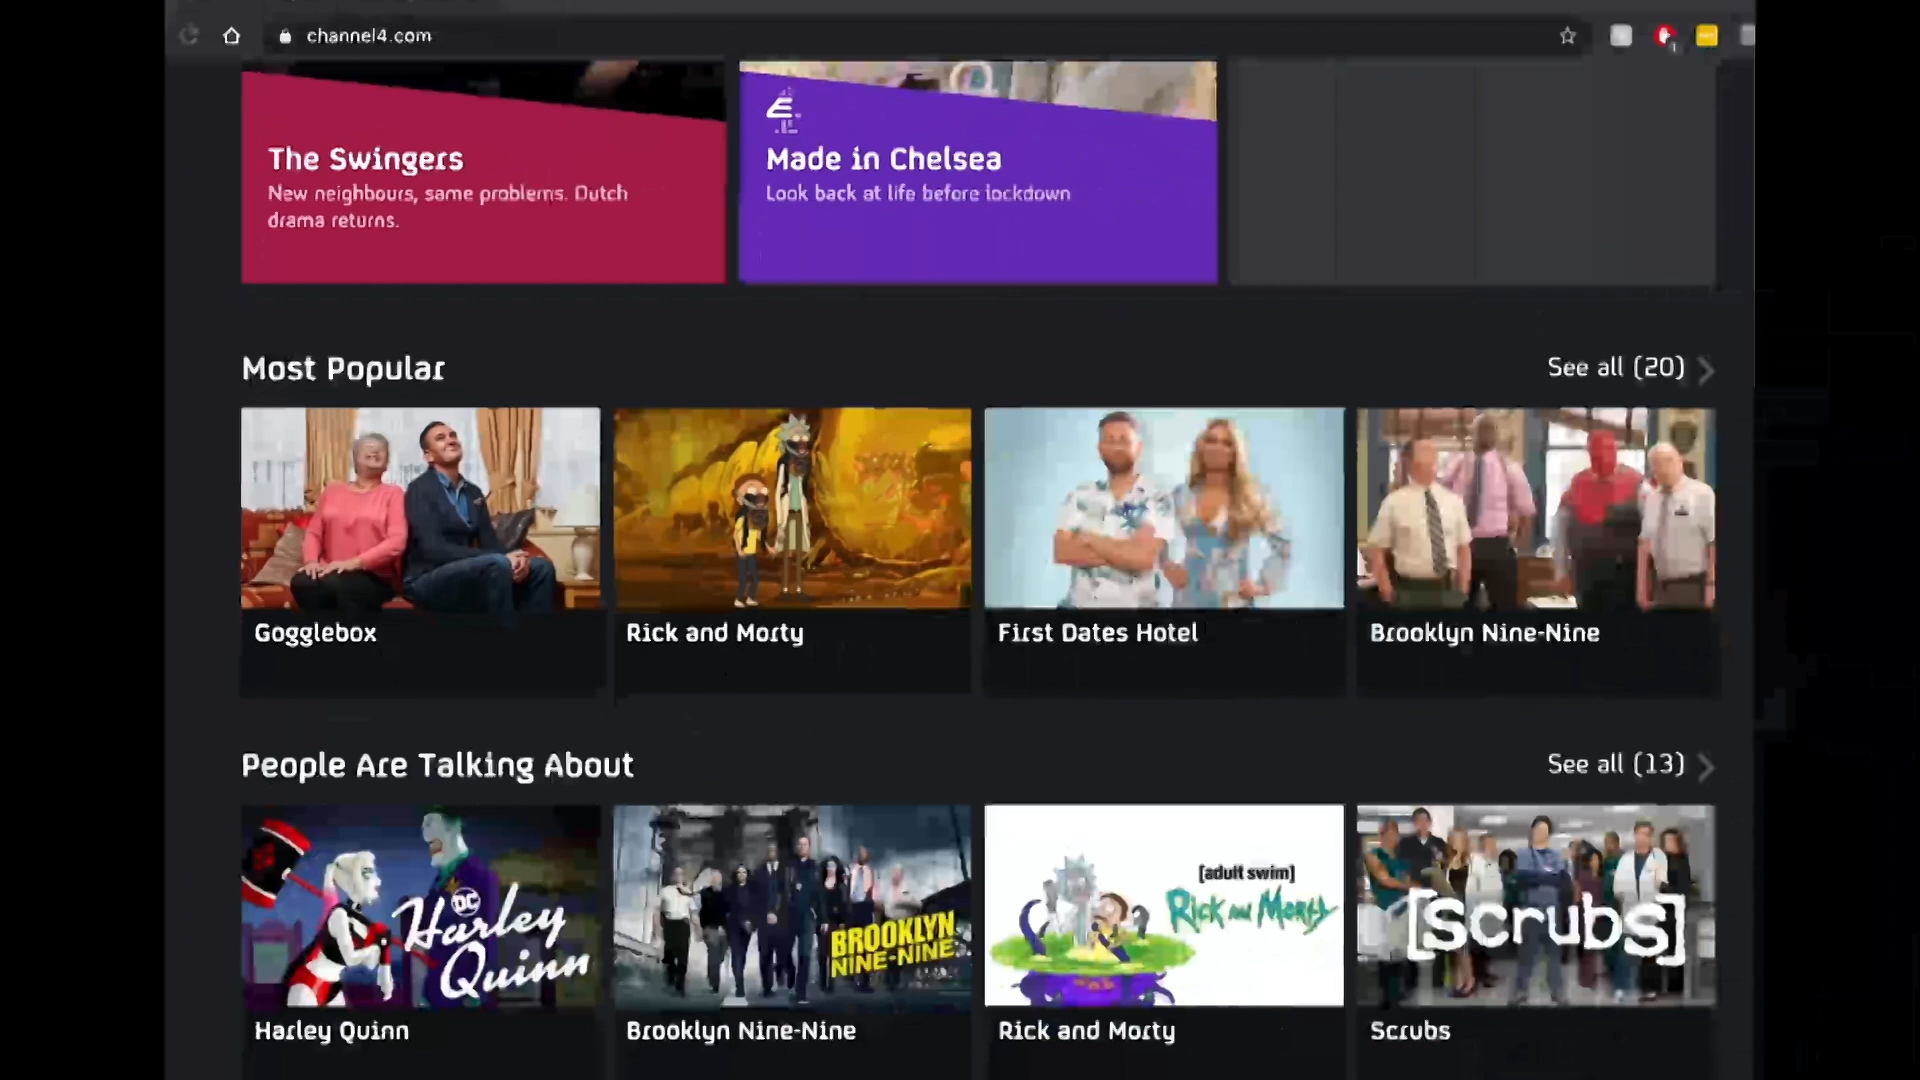 channel4.com
The Swingers
New neighbours, same problems. Dutch
drama returns.
Made in Chelsea
Look back at life before lockdown
Most Popular
See all (20)
Gogglebox
Rick and Morty
First Dates Hotel
Brooklyn Nine-Nine
People Are Talking About
See all (13)
DC
Harley
Quinn
BROOKLYN
NINE-NINE
[adult swim]
Rick and Morty
[scrubs]
Harley Quinn
Brooklyn Nine-Nine
Rick and Morty
Scrubs